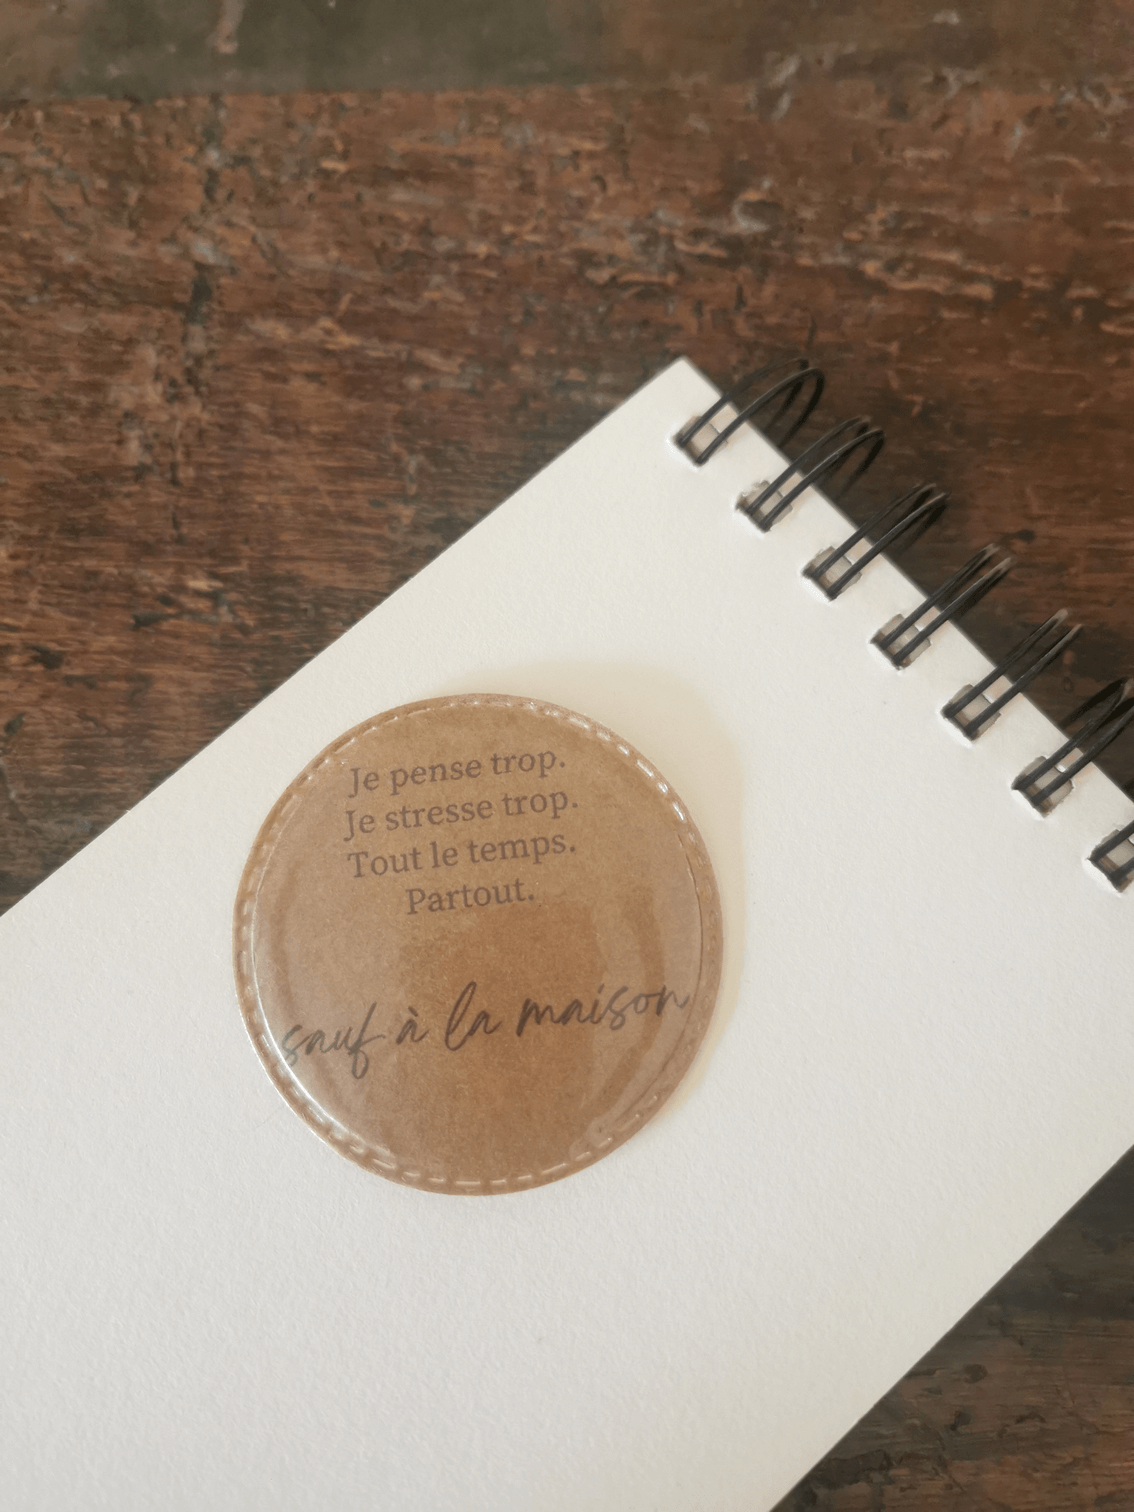 Je pense trop.
Je stresse trop.
Tout le temps.
Partout.
sauf à la maison